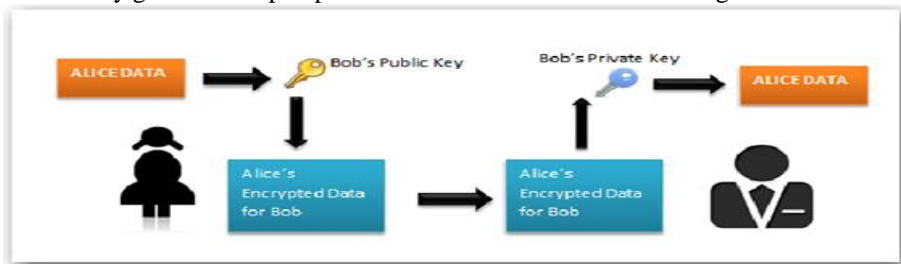 ALICE DATA
Bob's Public Key
Bob's Private Key
ALICE DATA
Alice's
Encrypted Data
for Bob
Alice's
Encrypted Data
for Bob